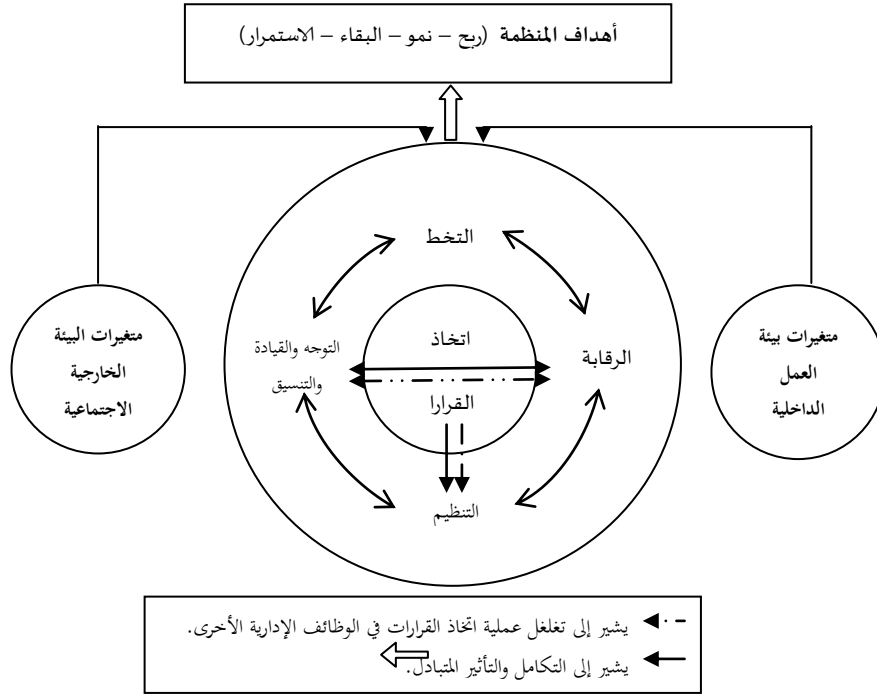 أهداف المنظمة (ربح – نمو – البقاء – الاستمرار)
التخط
متغيرات بيئة
العمل
الداخلية
الرقابة
اتخاذ
القرارا
التوجه والقيادة
والتنسيق
متغيرات البيئة
الخارجية
الاجتماعية
التنظيم
يشير إلى تغلغل عملية اتخاذ القرارات في الوظائف الإدارية الأخرى.
يشير إلى التكامل والتأثير المتبادل.